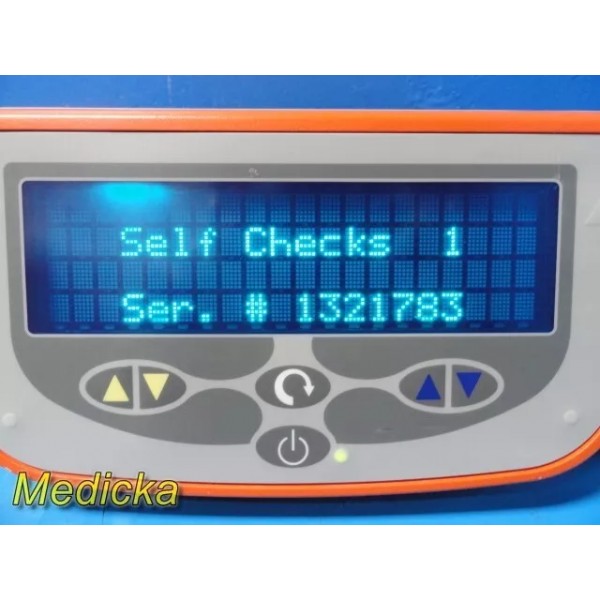 Self Checks 1
Ser. # 1321783
Medicka